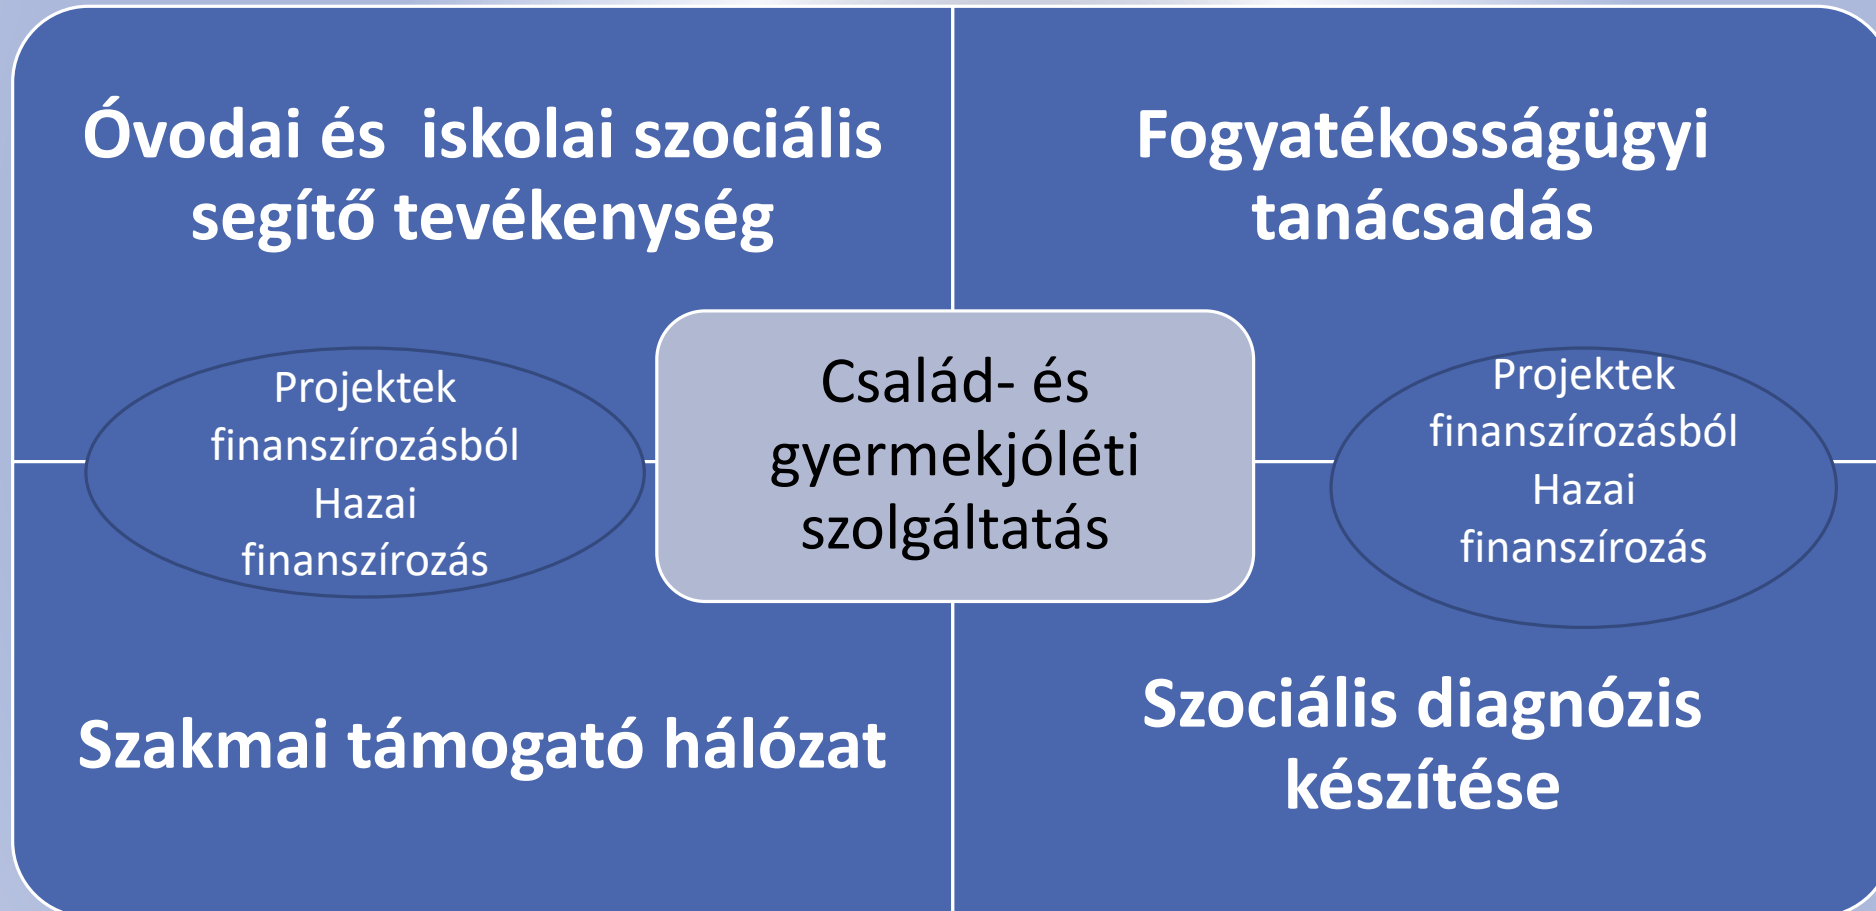 Óvodai és iskolai szociális
segítő tevékenység
Fogyatékosságügyi
tanácsadás
Projektek
finanszírozásból
Hazai
finanszírozás
Család- és
gyermekjóléti
szolgáltatás
Projektek
finanszírozásból
Hazai
finanszírozás
Szakmai támogató hálózat
Szociális diagnózis
készítése